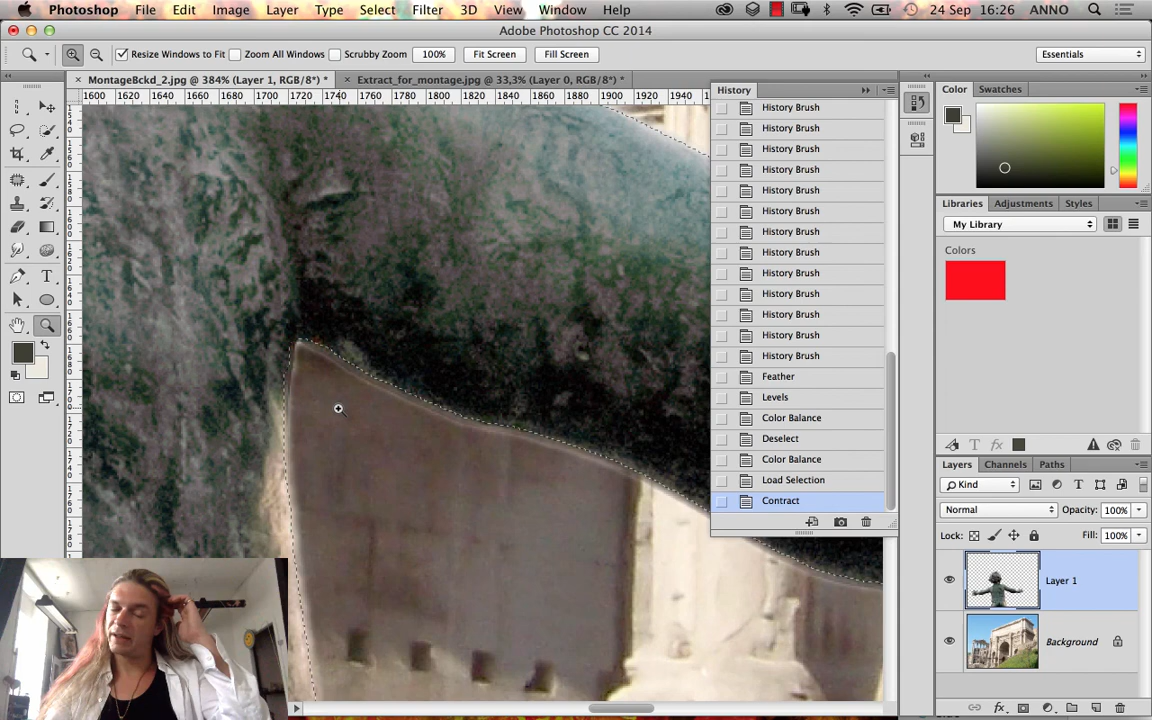 Photoshop File Edit Image Layer Type Select Filter 3D View Window Help 24 Sep 16:26 ANNO
Adobe Photoshop CC 2014
Resize Windows to Fit Zoom All Windows Scrubby Zoom 100% Fit Screen Fill Screen Essentials
MontageBckd_2.jpg @ 384% (Layer 1, RGB/8*) * Extract_for_montage.jpg @ 33,3% (Layer 0, RGB/8*) *
1600 1620 1640 1660 1680 1700 1720 1740 1760 1780 1800 1820 1840 1860 1880 1900 1920 1940
History
History Brush
History Brush
History Brush
History Brush
History Brush
History Brush
History Brush
History Brush
History Brush
History Brush
History Brush
History Brush
History Brush
Feather
Levels
Color Balance
Deselect
Color Balance
Load Selection
Contract
Color Swatches
Libraries Adjustments Styles
My Library
Colors
Layers Channels Paths
Kind
Normal Opacity: 100%
Lock: Fill: 100%
Layer 1
Background